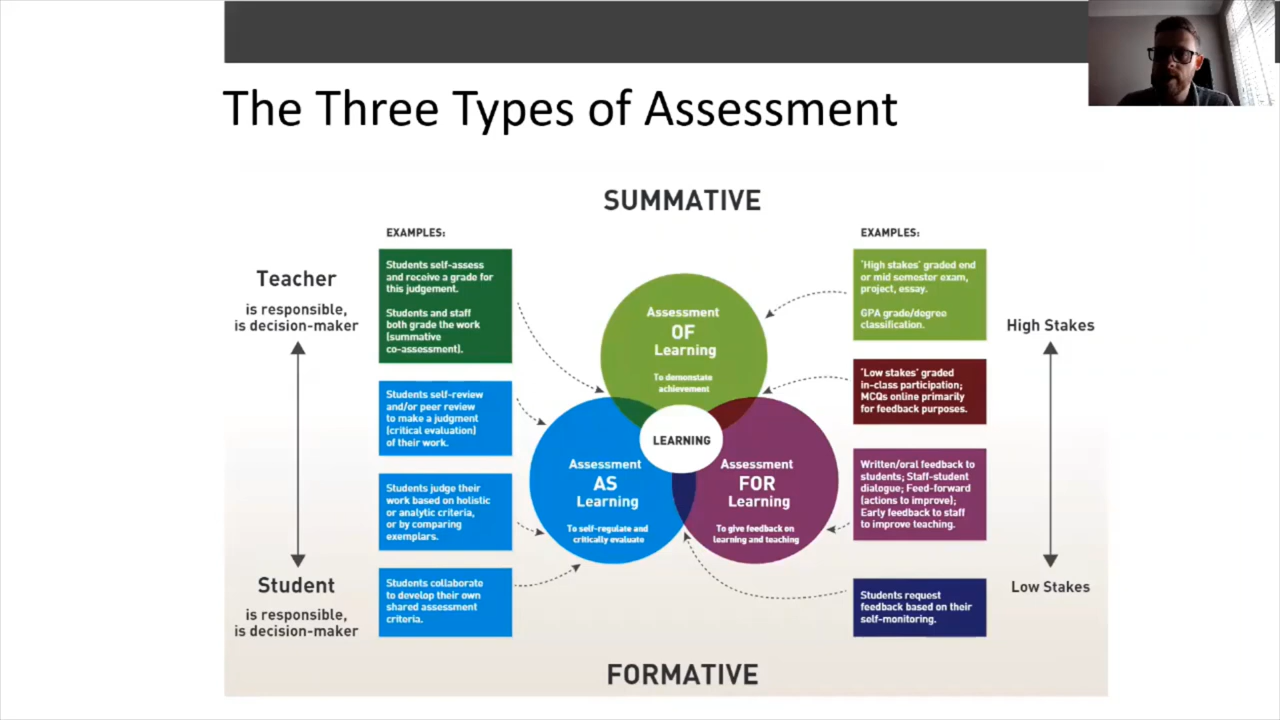 The Three Types of Assessment
SUMMATIVE
Teacher
is responsible,
is decision-maker
Student
is responsible,
is decision-maker
EXAMPLES:
Students self-assess
and receive a grade for
this judgement.
Students and staff
both grade the work
(summative
co-assessment).
Students self-review
and/or peer review
to make a judgment
(critical evaluation)
of their work.
Students judge their
work based on holistic
or analytic criteria,
or by comparing
exemplars.
Students collaborate
to develop their own
shared assessment
criteria.
Assessment
OF
Learning
To demonstate
achievement
LEARNING
Assessment
AS
Learning
To self-regulate and
critically evaluate
Assessment
FOR
Learning
To give feedback on
learning and teaching
EXAMPLES:
'High stakes' graded end
or mid semester exam,
project, essay.
GPA grade/degree
classification.
'Low stakes' graded
in-class participation;
MCQs online primarily
for feedback purposes.
Written/oral feedback to
students; Staff-student
dialogue; Feed-forward
(actions to improve);
Early feedback to staff
to improve teaching.
Students request
feedback based on their
self-monitoring.
High Stakes
Low Stakes
FORMATIVE